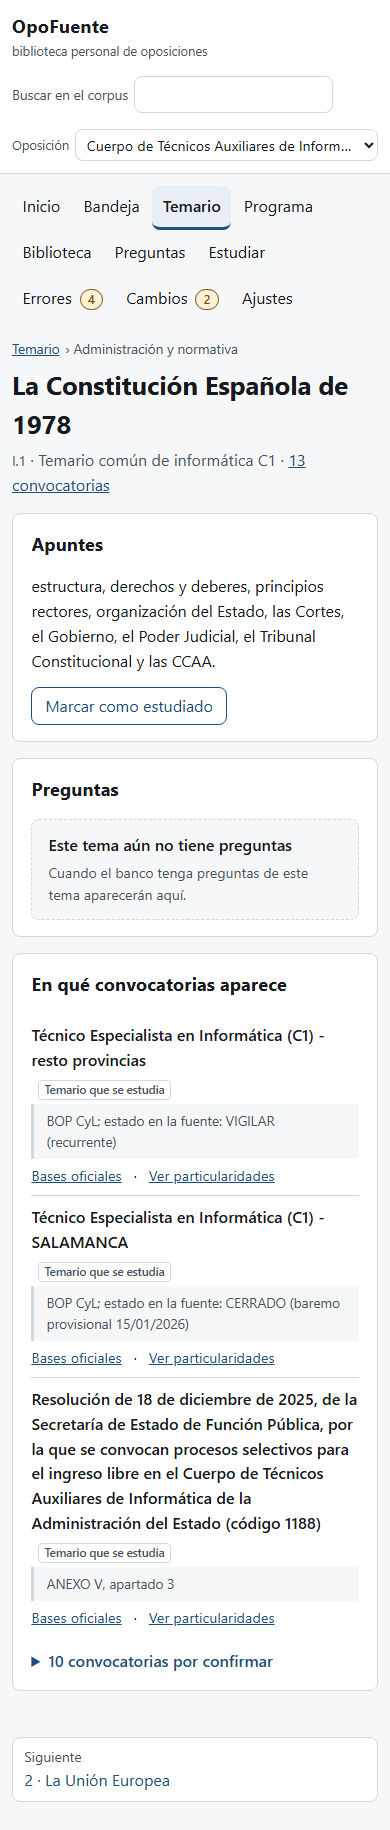 OpoFuente
biblioteca personal de oposiciones
Buscar en el corpus
Oposición Cuerpo de Técnicos Auxiliares de Inform...
Inicio Bandeja Temario Programa
Biblioteca Preguntas Estudiar
Errores 4 Cambios 2 Ajustes
Temario › Administración y normativa
La Constitución Española de
1978
I.1 · Temario común de informática C1 · 13
convocatorias
Apuntes
estructura, derechos y deberes, principios
rectores, organización del Estado, las Cortes,
el Gobierno, el Poder Judicial, el Tribunal
Constitucional y las CCAA.
Marcar como estudiado
Preguntas
Este tema aún no tiene preguntas
Cuando el banco tenga preguntas de este
tema aparecerán aquí.
En qué convocatorias aparece
Técnico Especialista en Informática (C1) -
resto provincias
Temario que se estudia
BOP CyL; estado en la fuente: VIGILAR
(recurrente)
Bases oficiales · Ver particularidades
Técnico Especialista en Informática (C1) -
SALAMANCA
Temario que se estudia
BOP CyL; estado en la fuente: CERRADO (baremo
provisional 15/01/2026)
Bases oficiales · Ver particularidades
Resolución de 18 de diciembre de 2025, de la
Secretaría de Estado de Función Pública, por
la que se convocan procesos selectivos para
el ingreso libre en el Cuerpo de Técnicos
Auxiliares de Informática de la
Administración del Estado (código 1188)
Temario que se estudia
ANEXO V, apartado 3
Bases oficiales · Ver particularidades
10 convocatorias por confirmar
Siguiente
2 · La Unión Europea